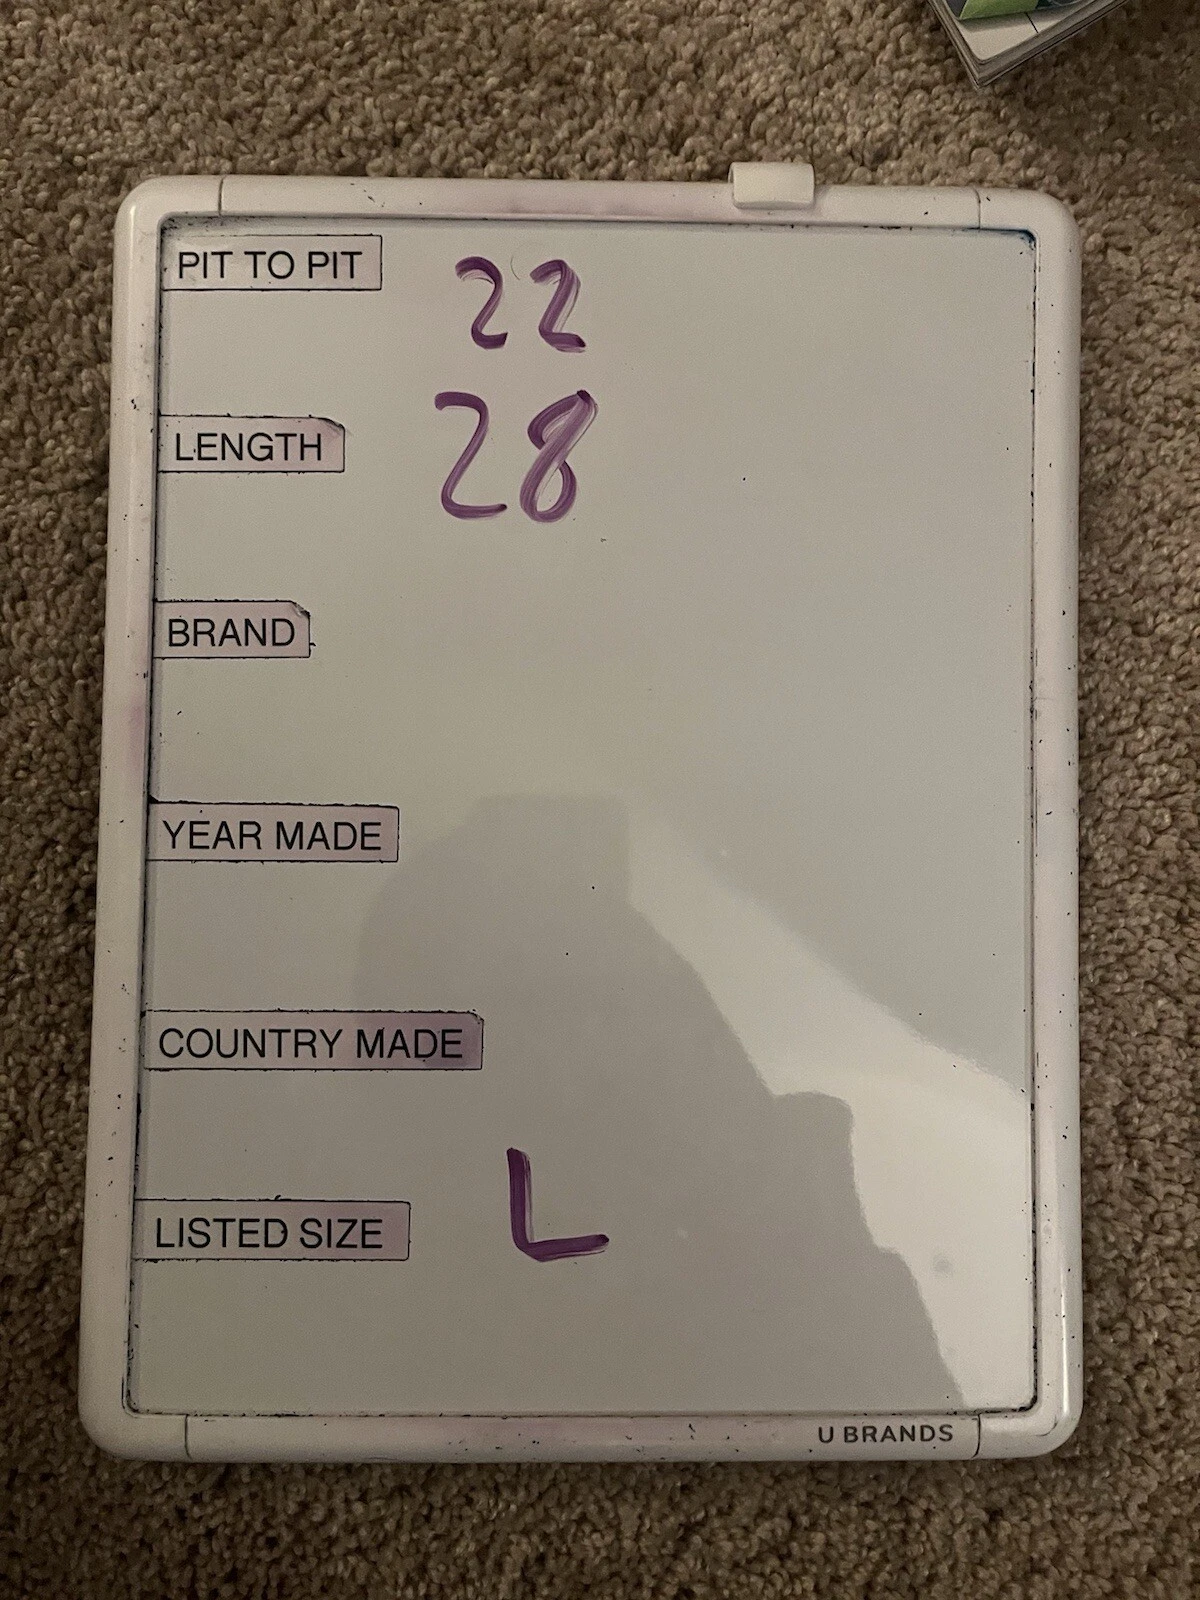 PIT TO PIT 22
LENGTH 28
BRAND
YEAR MADE
COUNTRY MADE
LISTED SIZE L
U BRANDS